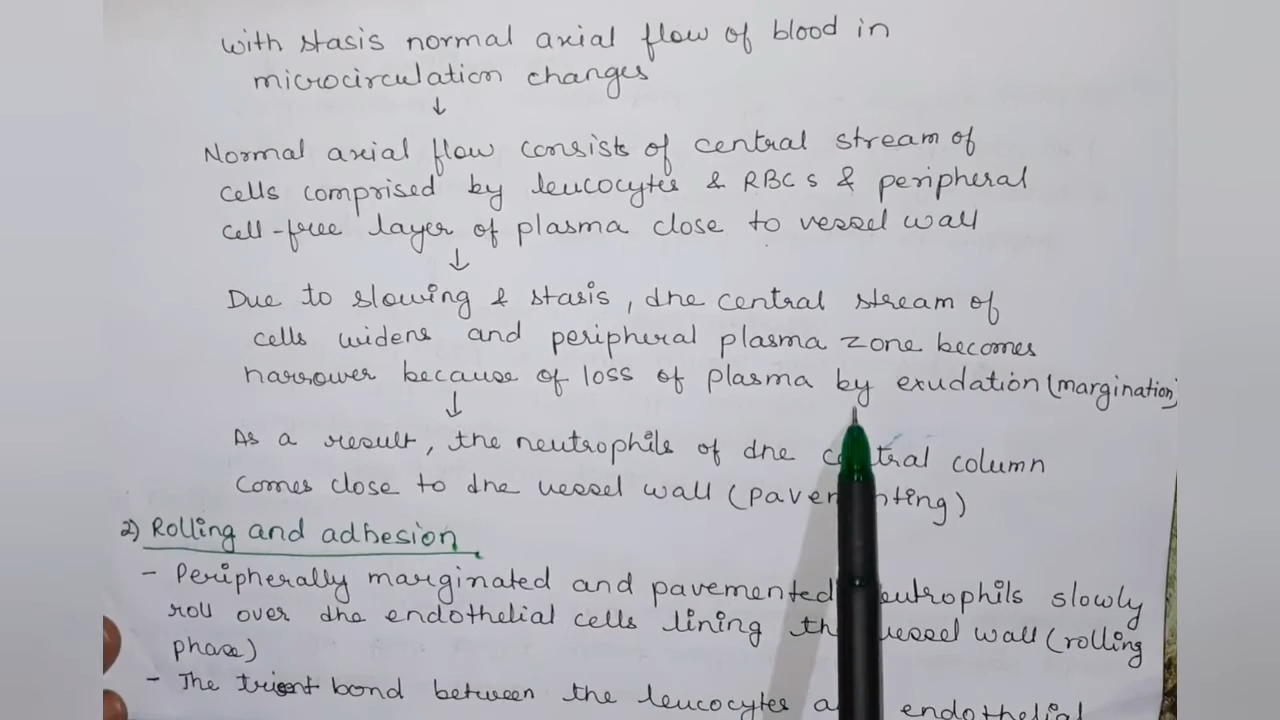 with stasis normal axial flow of blood in
microcirculation changes
↓
Normal axial flow consists of central stream of
cells comprised by leucocytes & RBCs & peripheral
cell-free layer of plasma close to vessel wall
↓
Due to slowing & stasis, the central stream of
cells widens and peripheral plasma zone becomes
narrower because of loss of plasma by exudation (margination)
↓
As a result, the neutrophils of the central column
comes close to the vessel wall (pavementing)
2) Rolling and adhesion
- Peripherally marginated and pavemented neutrophils slowly
roll over the endothelial cells lining the vessel wall (rolling
phase)
- The bond between the leucocytes endothelial